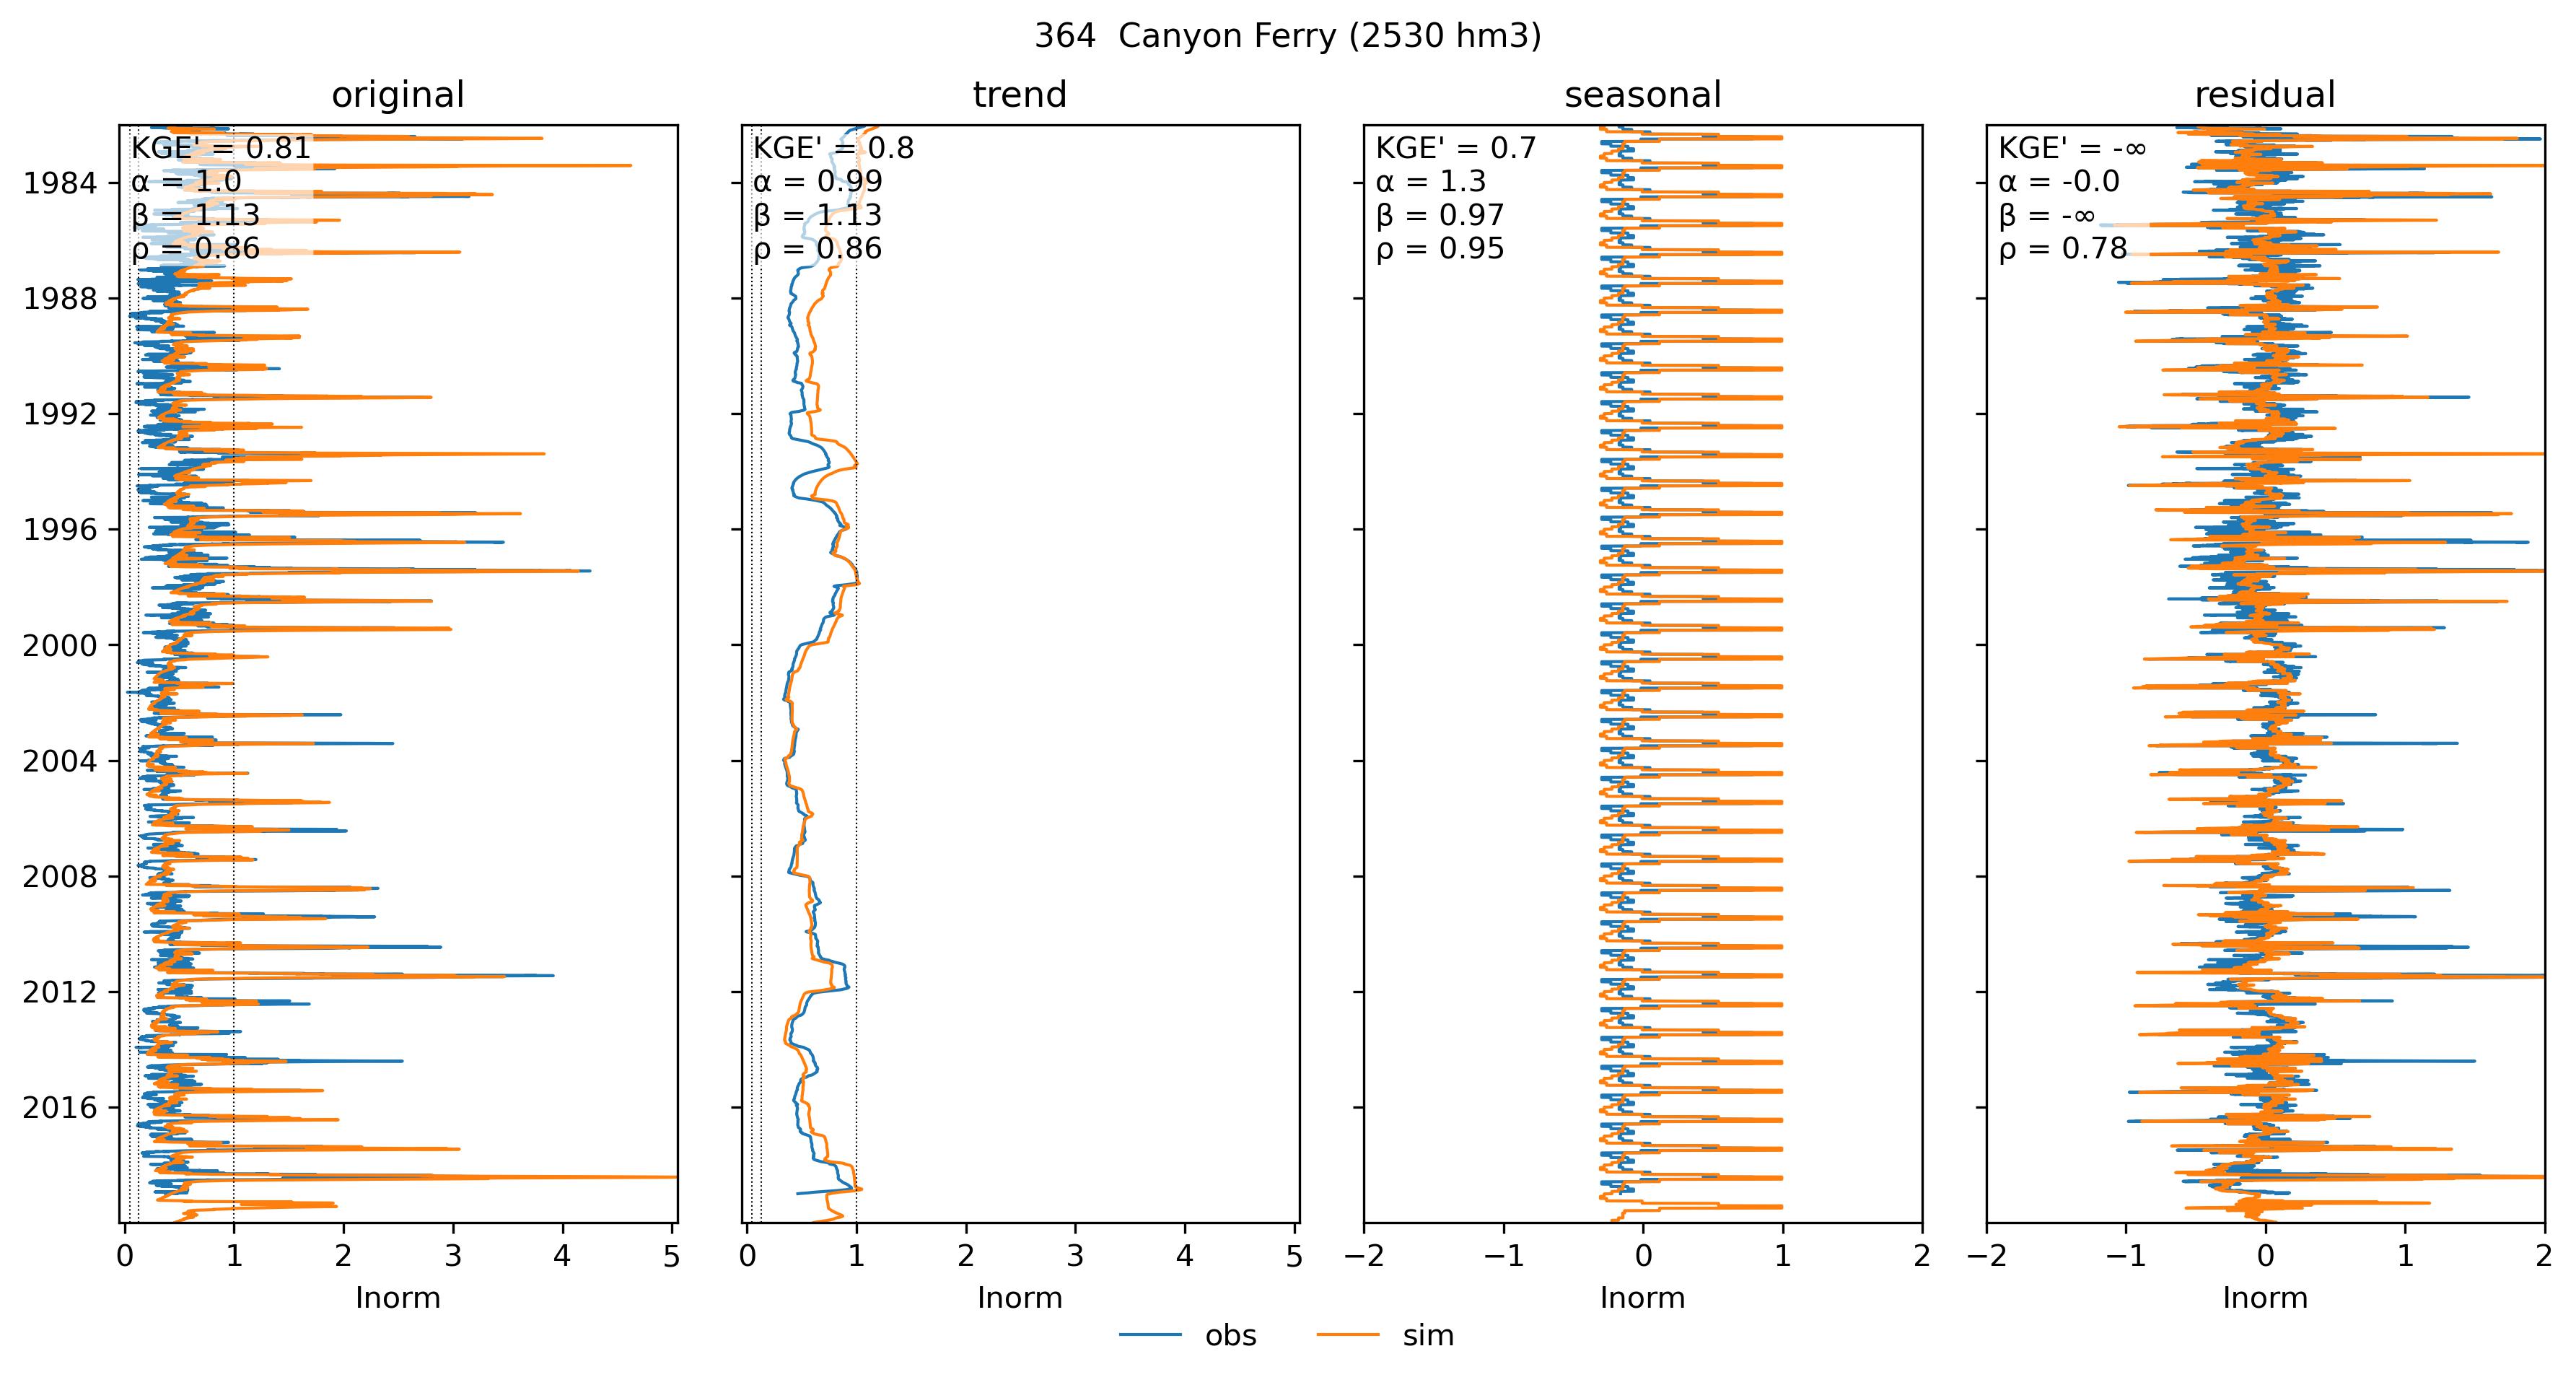 364  Canyon Ferry (2530 hm3)
original
trend
seasonal
residual
KGE' = 0.81
α = 1.0
β = 1.13
ρ = 0.86
KGE' = 0.8
α = 0.99
β = 1.13
ρ = 0.86
KGE' = 0.7
α = 1.3
β = 0.97
ρ = 0.95
KGE' = -∞
α = -0.0
β = -∞
ρ = 0.78
1984
1988
1992
1996
2000
2004
2008
2012
2016
0 1 2 3 4 5
0 1 2 3 4 5
−2 −1 0 1 2
−2 −1 0 1 2
Inorm
Inorm
Inorm
Inorm
obs
sim